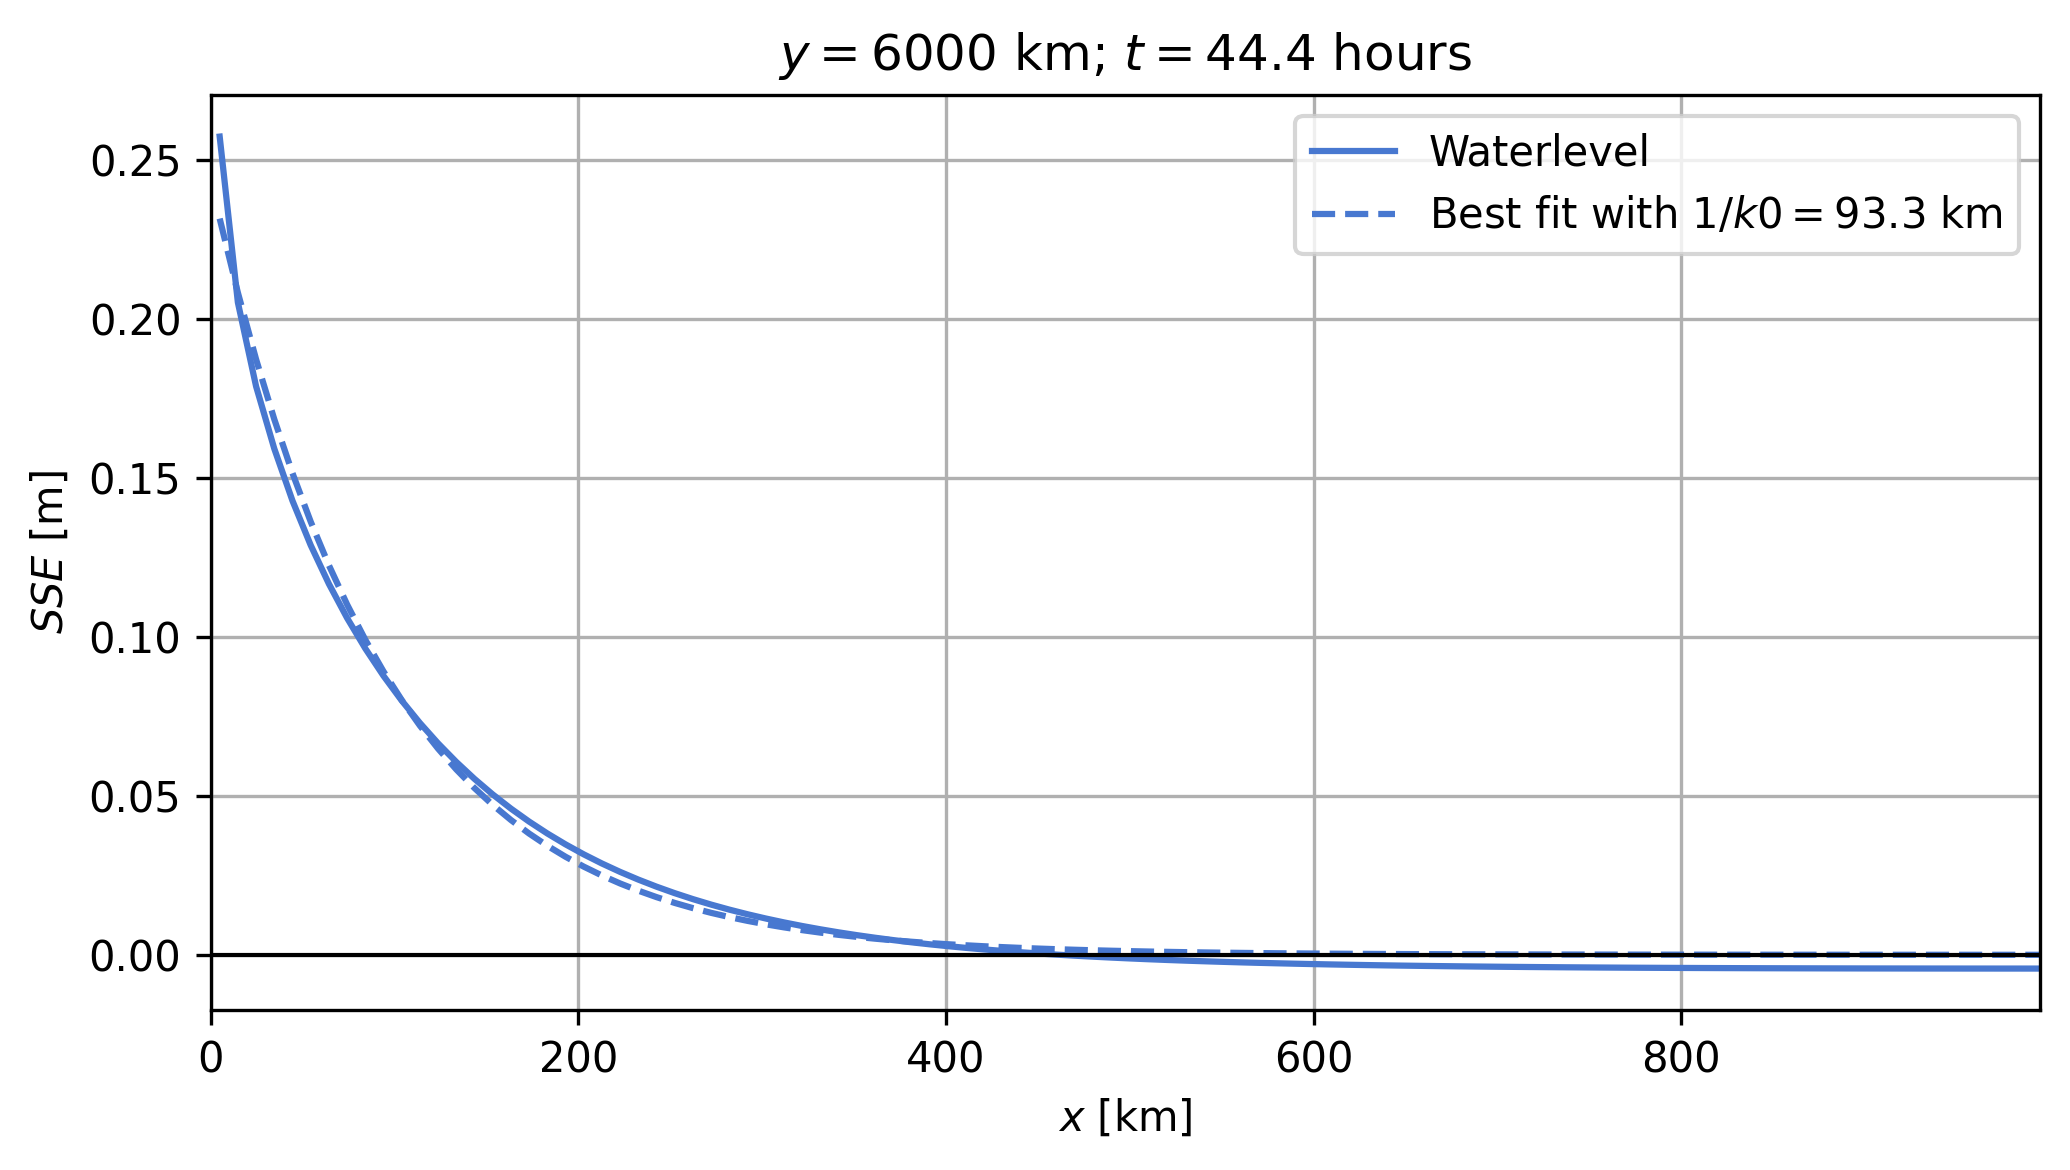 y = 6000 km; t = 44.4 hours
Waterlevel
Best fit with 1/k0 = 93.3 km
SSE [m]
0.25
0.20
0.15
0.10
0.05
0.00
0 200 400 600 800
x [km]